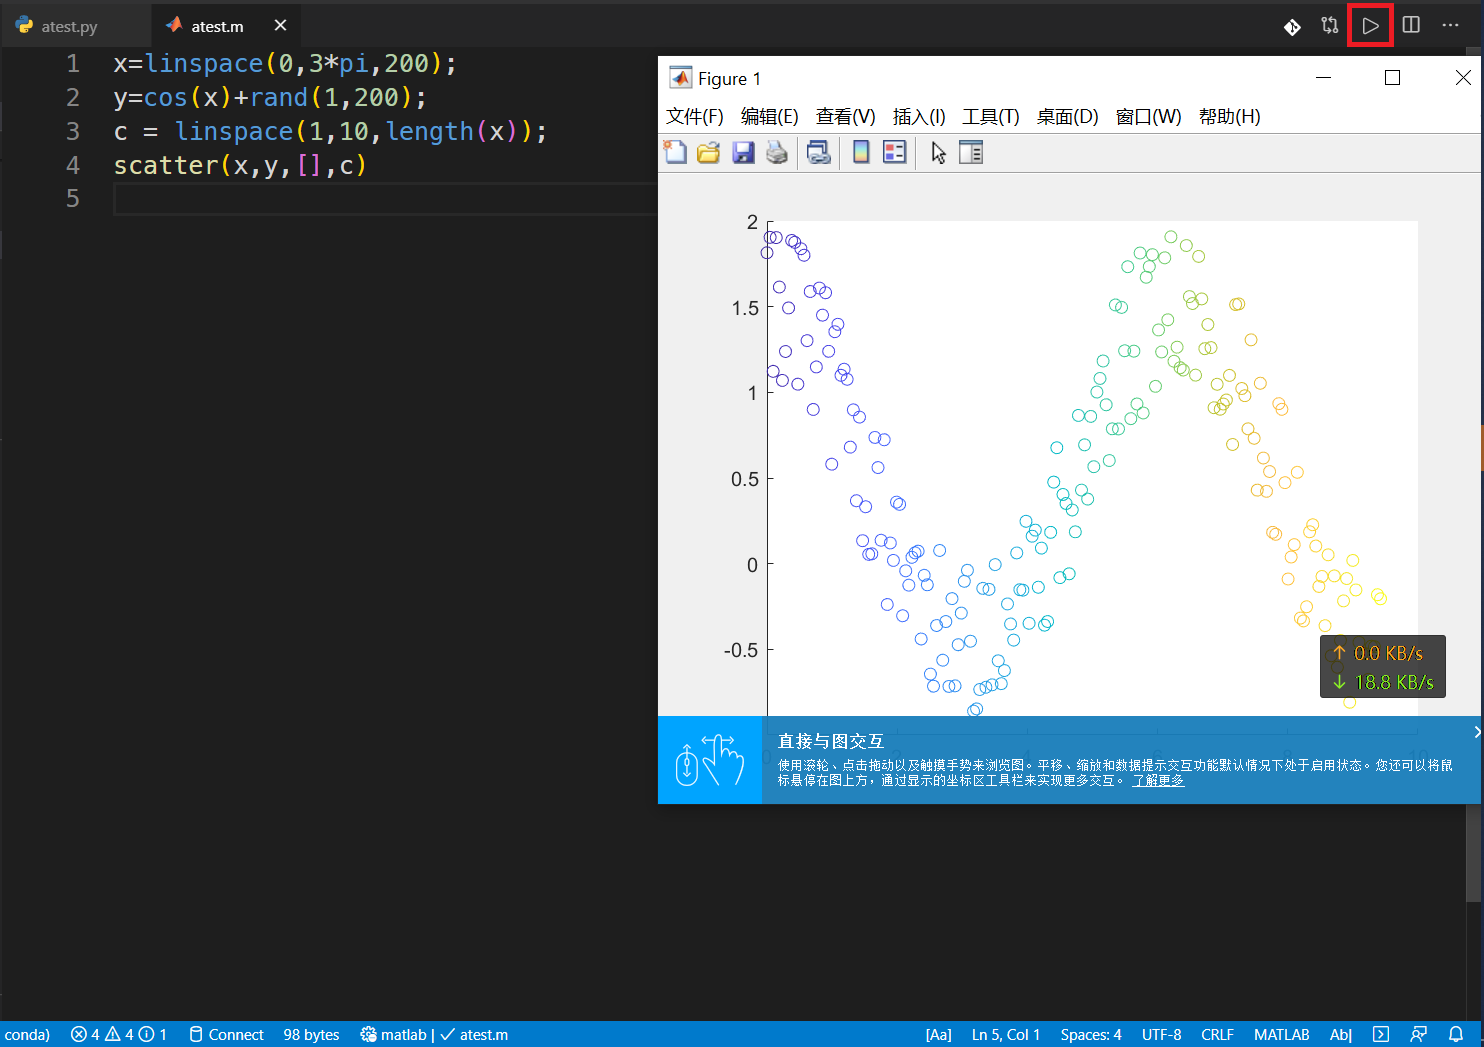 atest.py
atest.m
1 x=linspace(0,3*pi,200);
2 y=cos(x)+rand(1,200);
3 c = linspace(1,10,length(x));
4 scatter(x,y,[],c)
5
Figure 1
文件(F) 编辑(E) 查看(V) 插入(I) 工具(T) 桌面(D) 窗口(W) 帮助(H)
2
1.5
1
0.5
0
-0.5
0.0 KB/s
18.8 KB/s
直接与图交互
使用滚轮、点击拖动以及触摸手势来浏览图。平移、缩放和数据提示交互功能默认情况下处于启用状态。您还可以将鼠
标悬停在图上方，通过显示的坐标区工具栏来实现更多交互。 了解更多
0 2 4 6 8 10
conda) 4 4 1 Connect 98 bytes matlab | atest.m [Aa] Ln 5, Col 1 Spaces: 4 UTF-8 CRLF MATLAB Ab|